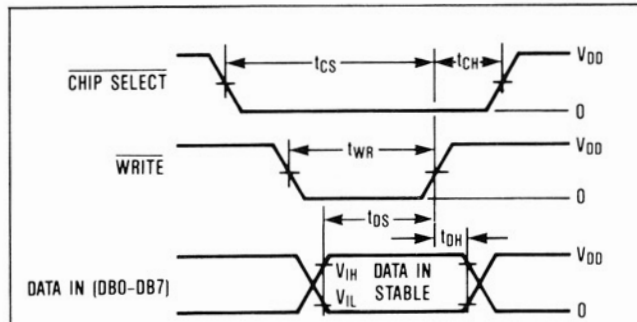 tCS
tCH
VDD
CHIP SELECT
0
tWR
VDD
WRITE
0
tDS
tDH
VDD
VIH DATA IN
DATA IN (DB0-DB7)
VIL STABLE
0